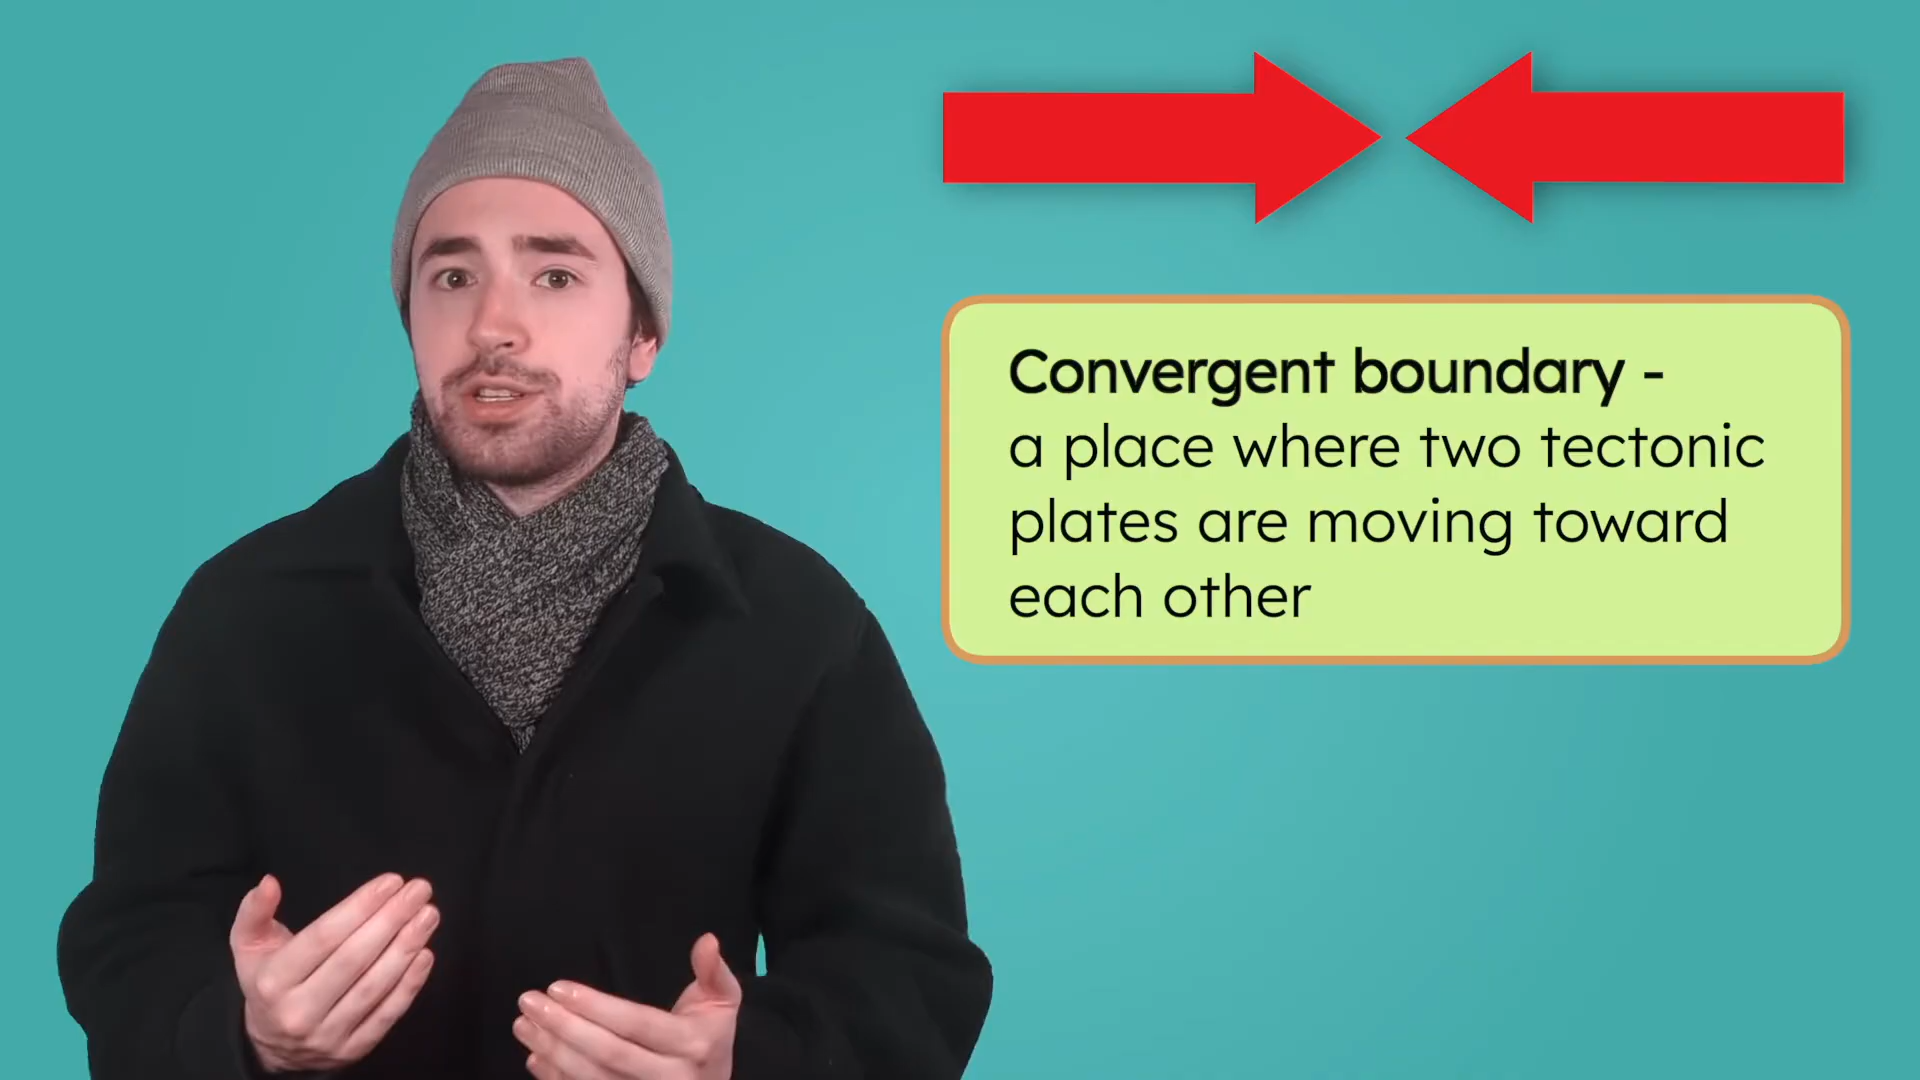 Convergent boundary -
a place where two tectonic
plates are moving toward
each other